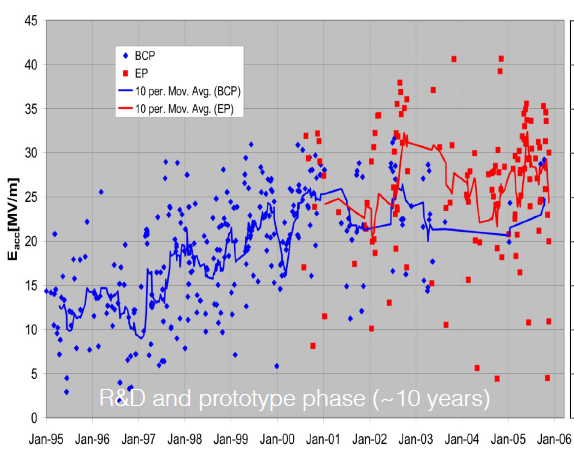 45
40
35
30
25
20
15
10
5
0
Eacc[MV/m]
BCP
EP
10 per. Mov. Avg. (BCP)
10 per. Mov. Avg. (EP)
R&D and prototype phase (~10 years)
Jan-95 Jan-96 Jan-97 Jan-98 Jan-99 Jan-00 Jan-01 Jan-02 Jan-03 Jan-04 Jan-05 Jan-06